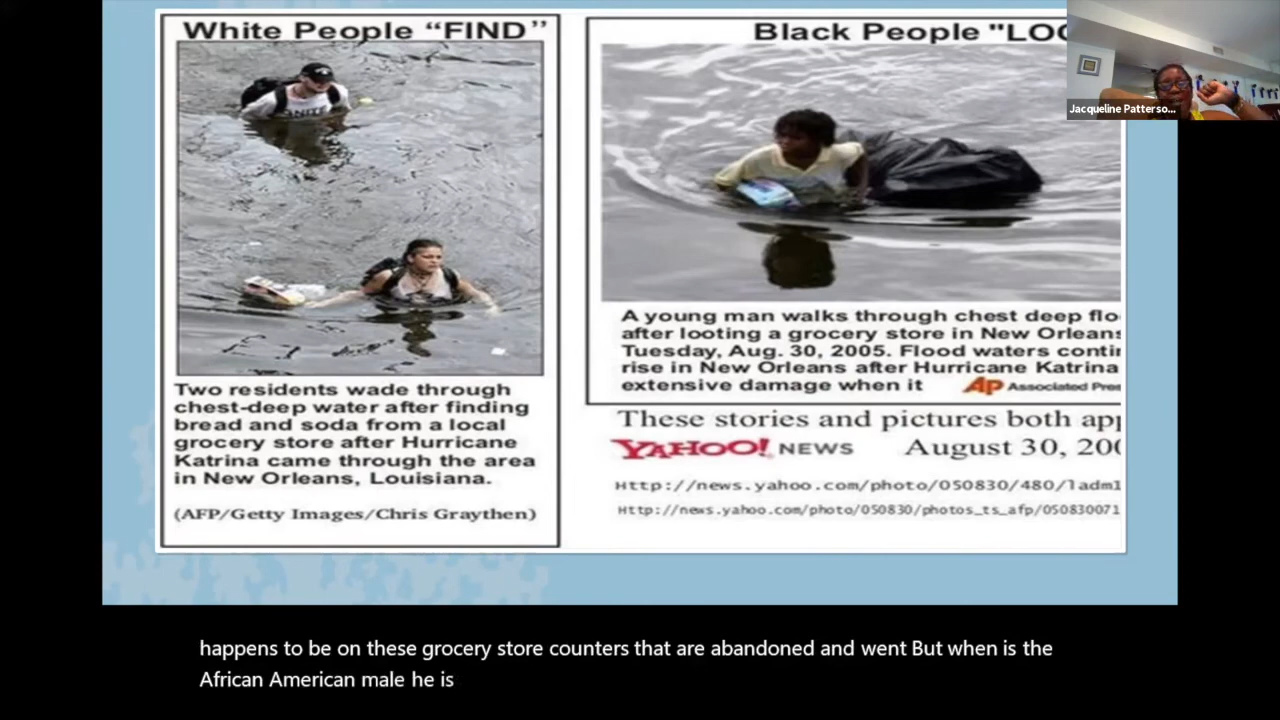 White People “FIND”
Two residents wade through
chest-deep water after finding
bread and soda from a local
grocery store after Hurricane
Katrina came through the area
in New Orleans, Louisiana.
(AFP/Getty Images/Chris Graythen)
Black People "LOO
A young man walks through chest deep flo
after looting a grocery store in New Orleans
Tuesday, Aug. 30, 2005. Flood waters contin
rise in New Orleans after Hurricane Katrina
extensive damage when it AP Associated Pres
These stories and pictures both app
YAHOO! NEWS August 30, 200
Http://news.yahoo.com/photo/050830/480/ladm1
Http://news.yahoo.com/photo/050830/photos_ts_afp/050830071
Jacqueline Patterso...
happens to be on these grocery store counters that are abandoned and went But when is the
African American male he is